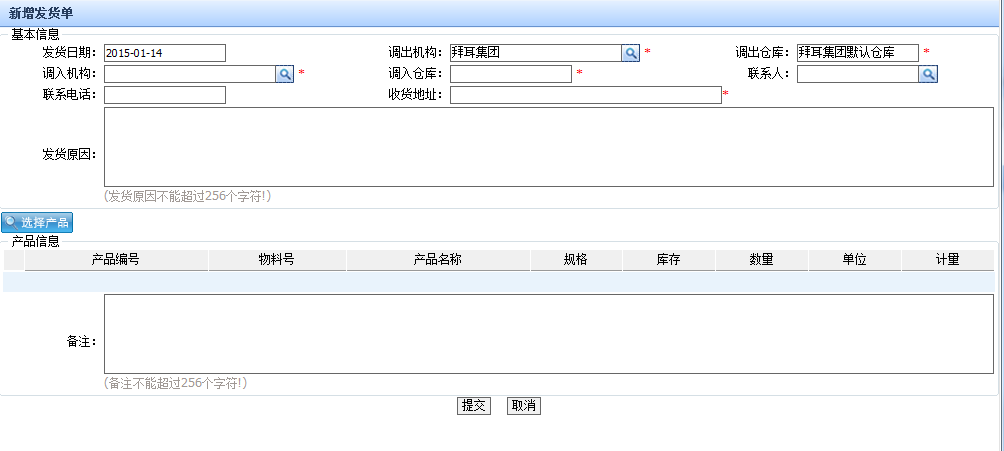 新增发货单
基本信息
发货日期: 2015-01-14 调出机构: 拜耳集团 * 调出仓库: 拜耳集团默认仓库 *
调入机构: * 调入仓库: * 联系人:
联系电话: 收货地址: *
发货原因:
(发货原因不能超过256个字符!)
选择产品
产品信息
产品编号 物料号 产品名称 规格 库存 数量 单位 计量
备注:
(备注不能超过256个字符!)
提交 取消